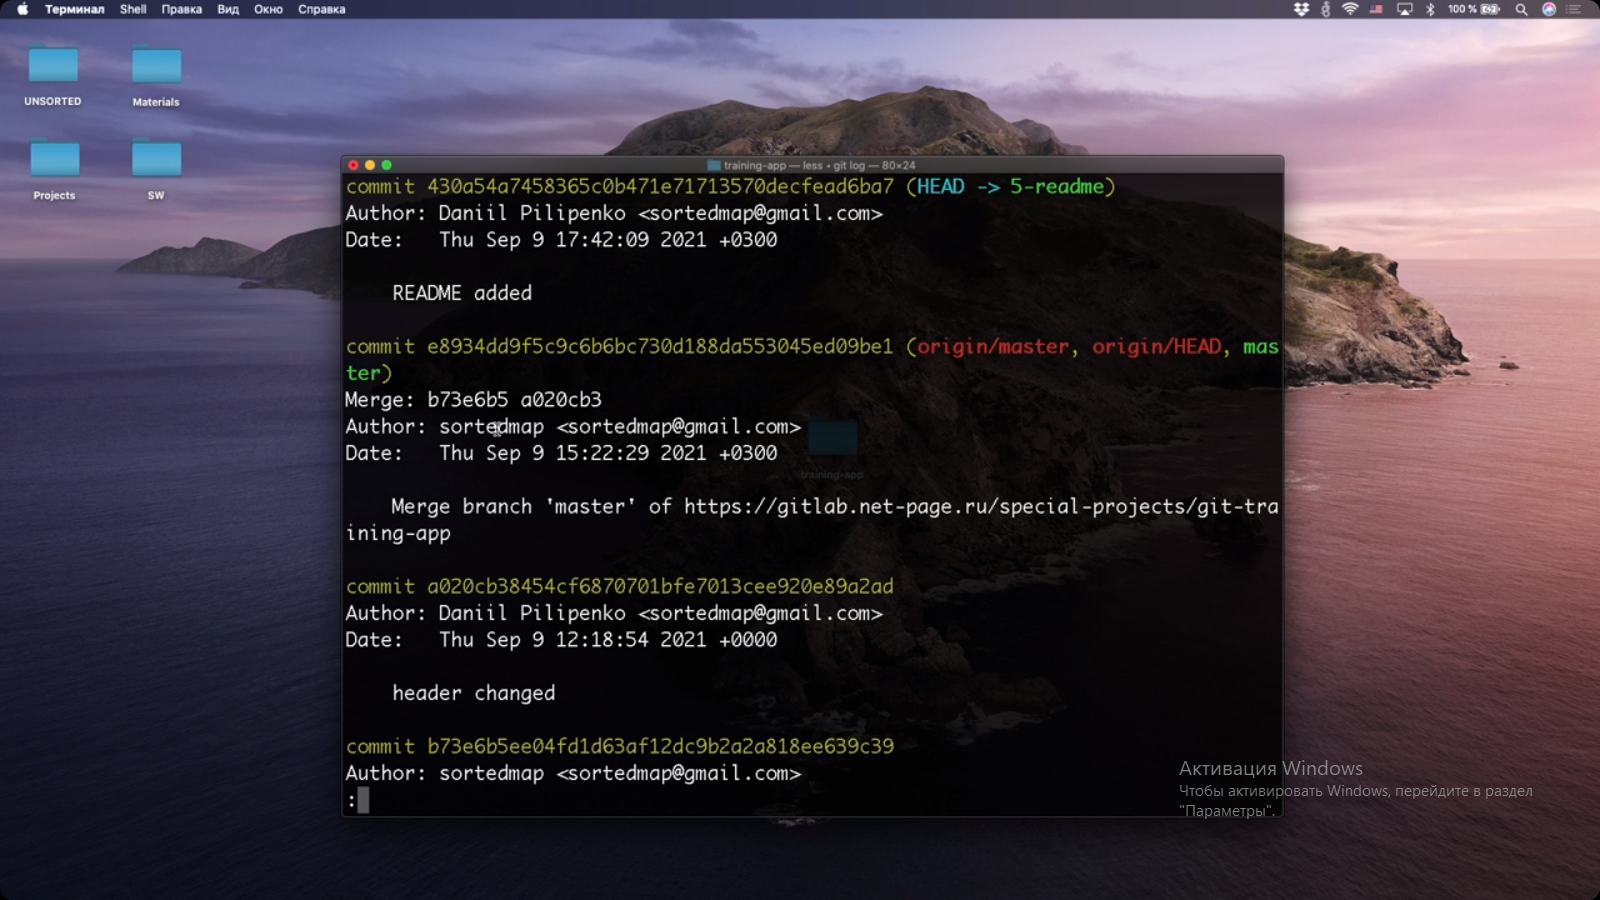 Терминал Shell Правка Вид Окно Справка
100 %
UNSORTED
Materials
Projects
SW
training-app — less • git log — 80×24
commit 430a54a7458365c0b471e71713570decfead6ba7 (HEAD -> 5-readme)
Author: Daniil Pilipenko <sortedmap@gmail.com>
Date:   Thu Sep 9 17:42:09 2021 +0300
README added
commit e8934dd9f5c9c6b6bc730d188da553045ed09be1 (origin/master, origin/HEAD, mas
ter)
Merge: b73e6b5 a020cb3
Author: sortedmap <sortedmap@gmail.com>
Date:   Thu Sep 9 15:22:29 2021 +0300
training-app
Merge branch 'master' of https://gitlab.net-page.ru/special-projects/git-tra
ining-app
commit a020cb38454cf6870701bfe7013cee920e89a2ad
Author: Daniil Pilipenko <sortedmap@gmail.com>
Date:   Thu Sep 9 12:18:54 2021 +0000
header changed
commit b73e6b5ee04fd1d63af12dc9b2a2a818ee639c39
Author: sortedmap <sortedmap@gmail.com>
:
Активация Windows
Чтобы активировать Windows, перейдите в раздел
"Параметры".